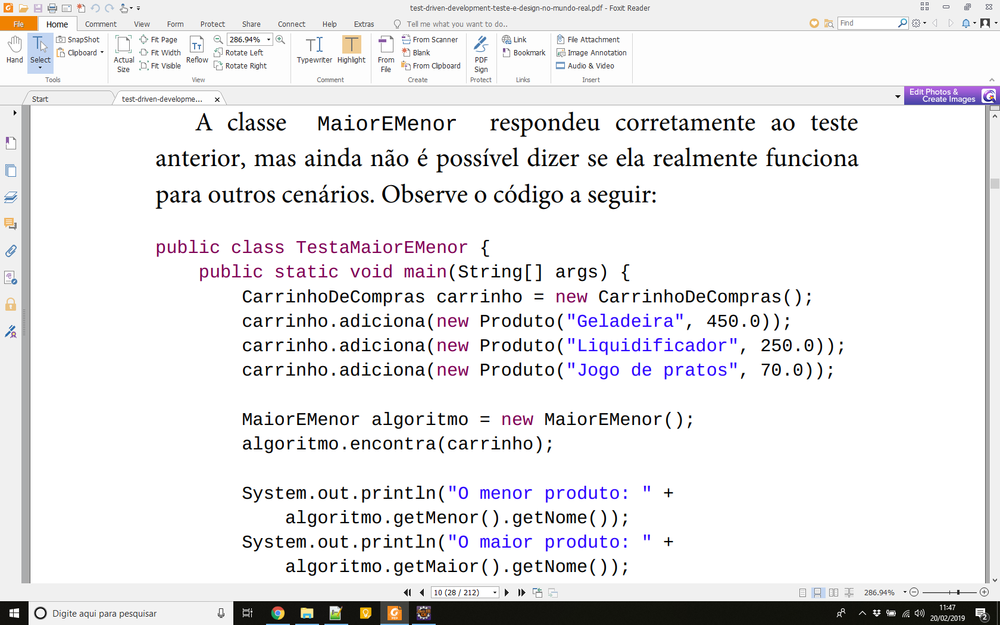 test-driven-development-teste-e-design-no-mundo-real.pdf - Foxit Reader
File Home Comment View Form Protect Share Connect Help Extras Tell me what you want to do.. Find
Hand
Select
SnapShot
Clipboard
Tools
Actual Size
Fit Page
Fit Width
Fit Visible
Reflow
286.94%
Rotate Left
Rotate Right
View
Typewriter
Highlight
Comment
From File
From Scanner
Blank
From Clipboard
Create
PDF Sign
Protect
Link
Bookmark
Links
File Attachment
Image Annotation
Audio & Video
Insert
Start
test-driven-developme...
Edit Photos &
Create Images
A classe MaiorEMenor respondeu corretamente ao teste
anterior, mas ainda não é possível dizer se ela realmente funciona
para outros cenários. Observe o código a seguir:
public class TestaMaiorEMenor {
public static void main(String[] args) {
CarrinhoDeCompras carrinho = new CarrinhoDeCompras();
carrinho.adiciona(new Produto("Geladeira", 450.0));
carrinho.adiciona(new Produto("Liquidificador", 250.0));
carrinho.adiciona(new Produto("Jogo de pratos", 70.0));
MaiorEMenor algoritmo = new MaiorEMenor();
algoritmo.encontra(carrinho);
System.out.println("O menor produto: " +
algoritmo.getMenor().getNome());
System.out.println("O maior produto: " +
algoritmo.getMaior().getNome());
10 (28 / 212)
286.94%
Digite aqui para pesquisar
11:47
20/02/2019
2